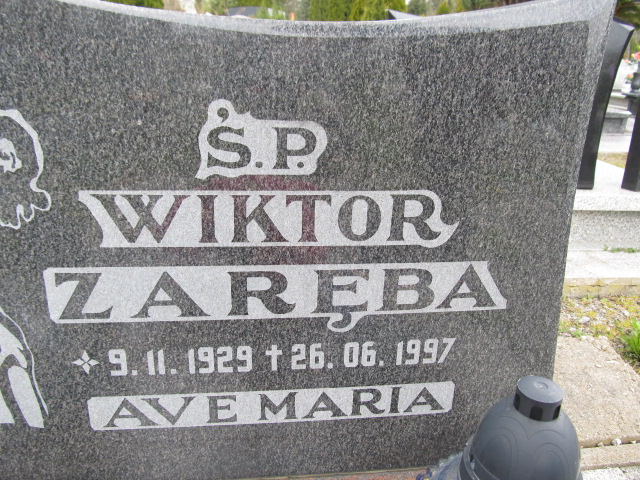 Ś.P.
WIKTOR
ZARĘBA
✧ 9. 11. 1929 ✝ 26. 06. 1997
AVE MARIA